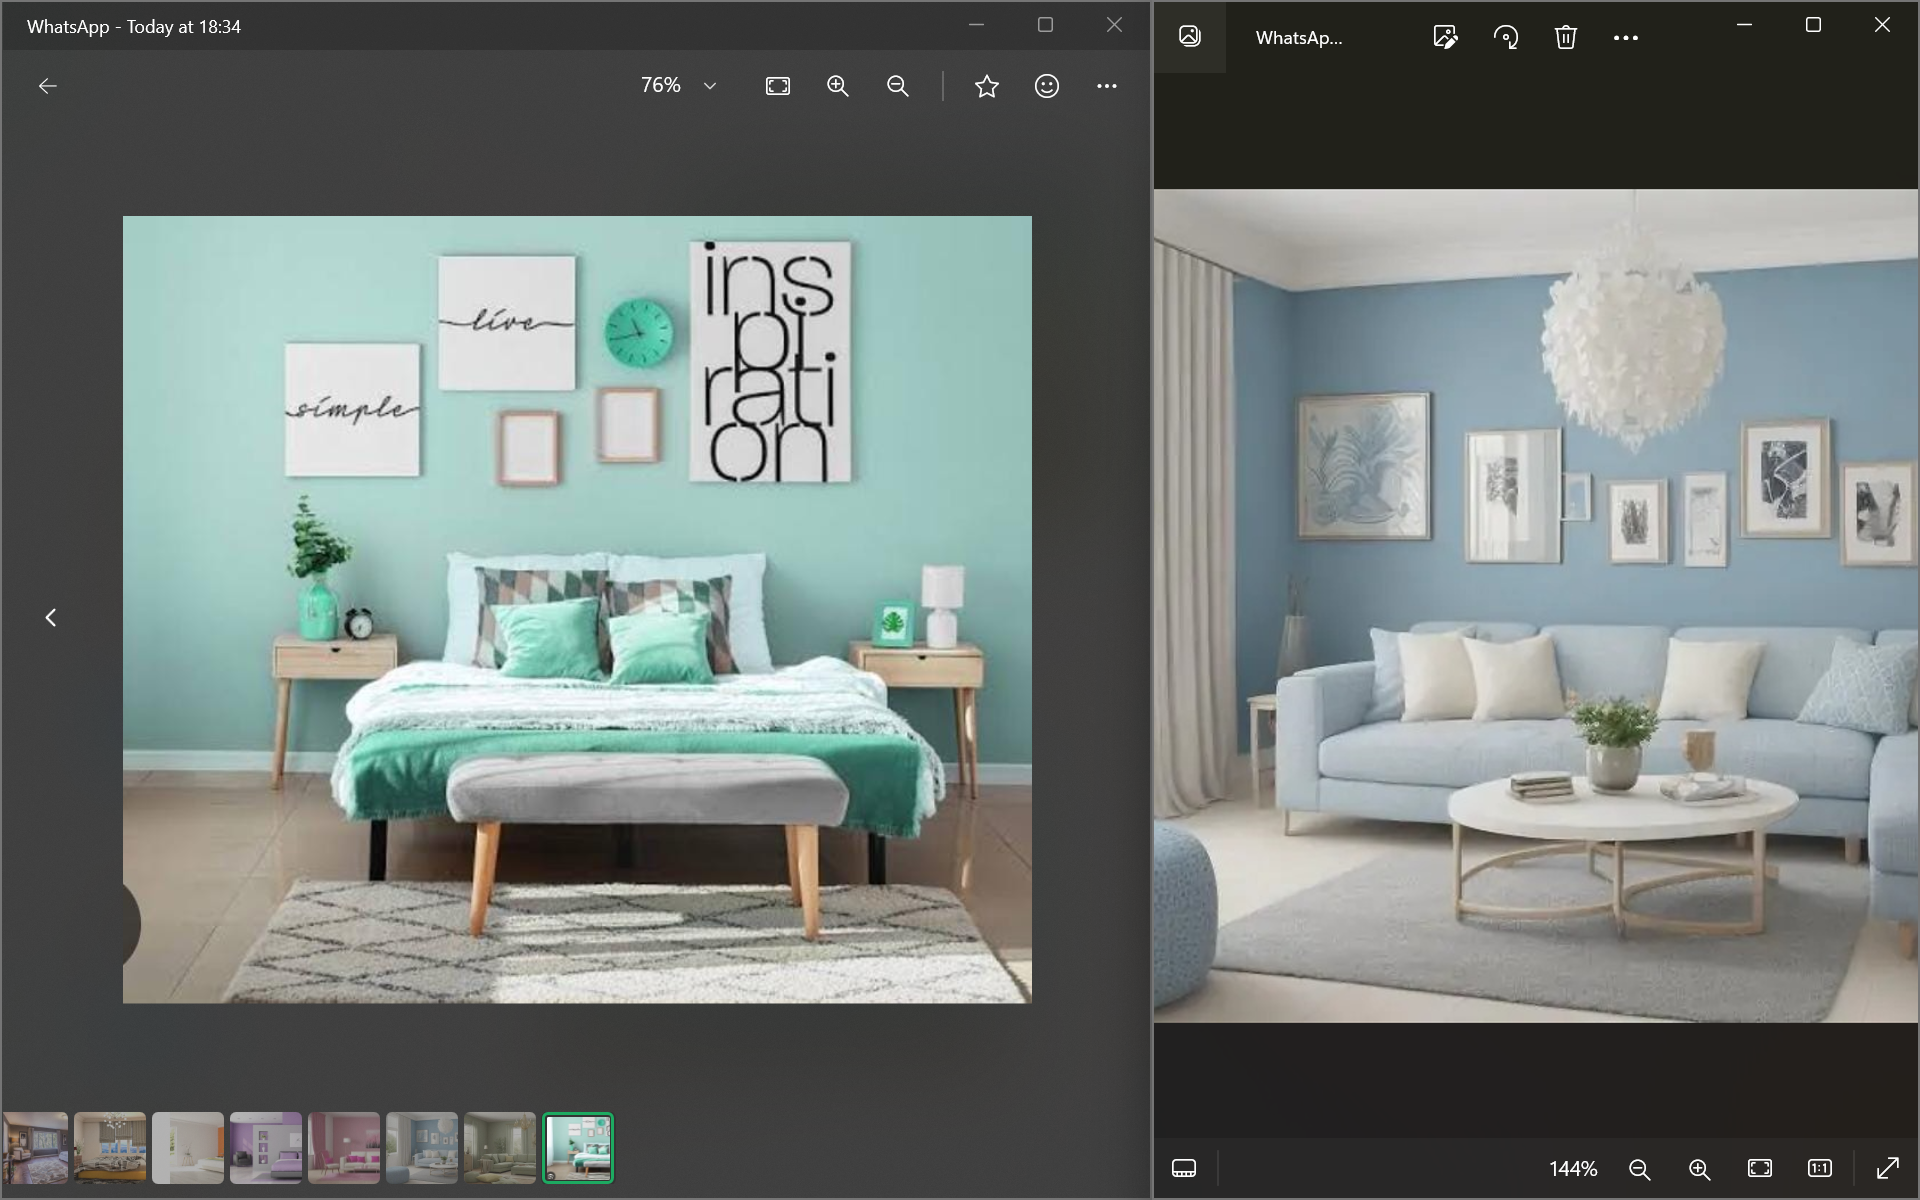 WhatsApp - Today at 18:34
WhatsAp...
76%
live
simple
ins
pi
rati
on
144%
1:1